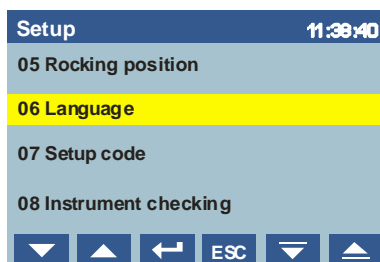 Setup 11:38:40
05 Rocking position
06 Language
07 Setup code
08 Instrument checking
ESC